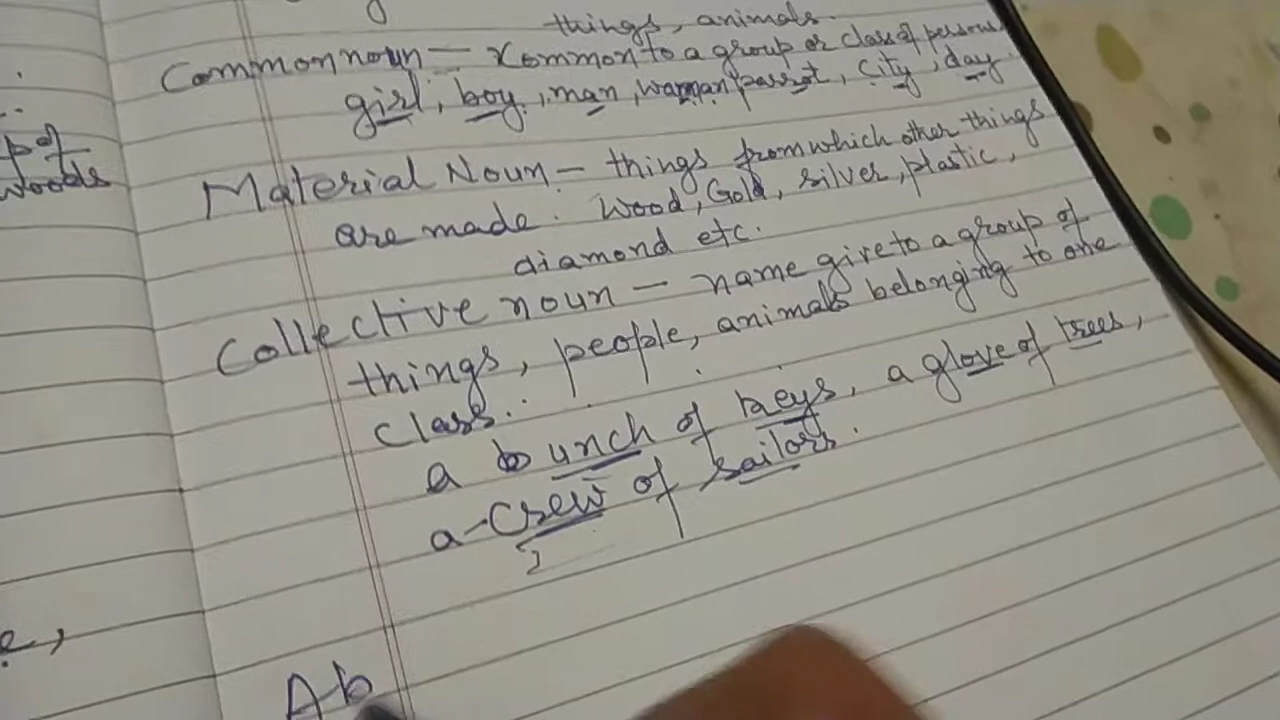 things, animals.
Common noun — Common to a group or class of persons
girl, boy, man, woman, parrot, city, day
p of
woods
Material Noun — things from which other things
are made. Wood, Gold, silver, plastic,
diamond etc.
Collective noun — name give to a group of
things, people, animals belonging to one
class..
a bunch of keys, a glove of trees,
a - Crew of sailors.
e,
Ab